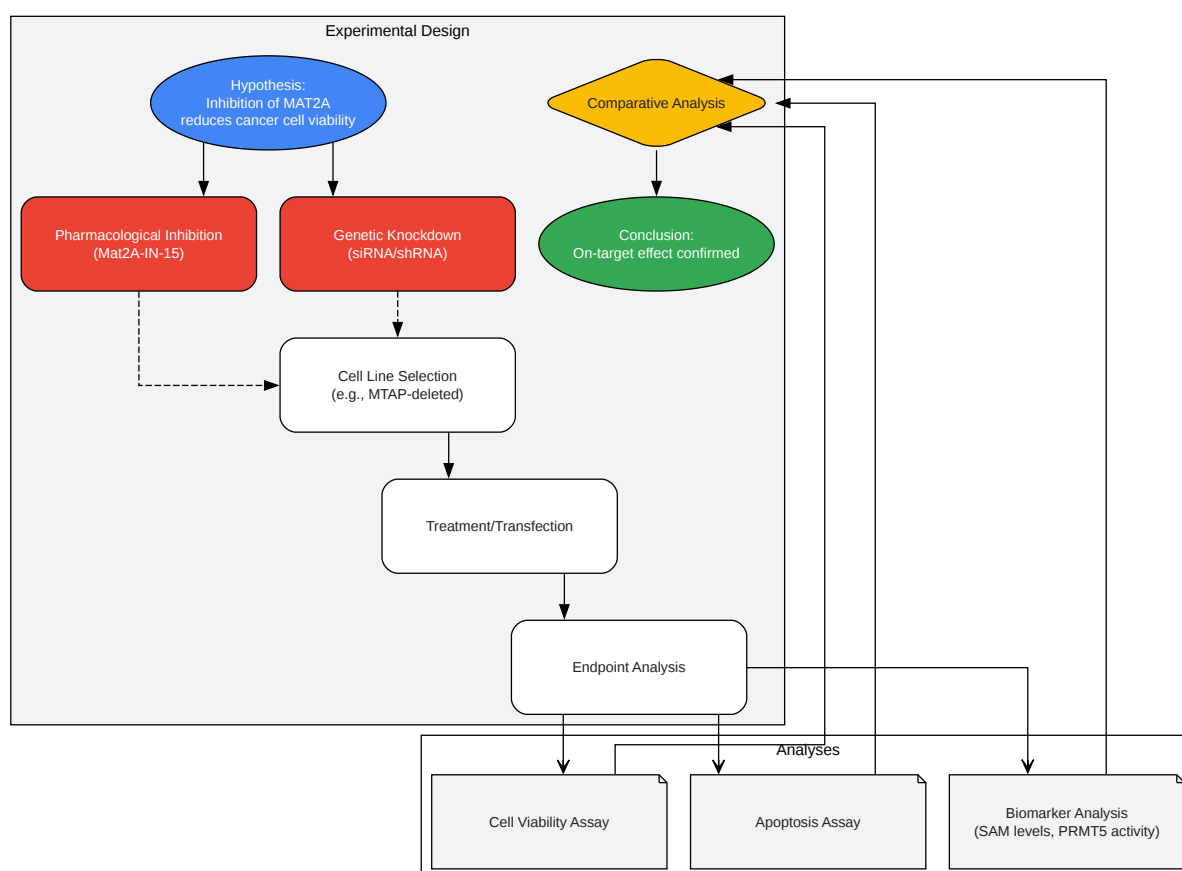 Experimental Design
Hypothesis:
Inhibition of MAT2A
reduces cancer cell viability
Comparative Analysis
Pharmacological Inhibition
(Mat2A-IN-15)
Genetic Knockdown
(siRNA/shRNA)
Conclusion:
On-target effect confirmed
Cell Line Selection
(e.g., MTAP-deleted)
Treatment/Transfection
Endpoint Analysis
Analyses
Cell Viability Assay
Apoptosis Assay
Biomarker Analysis
(SAM levels, PRMT5 activity)